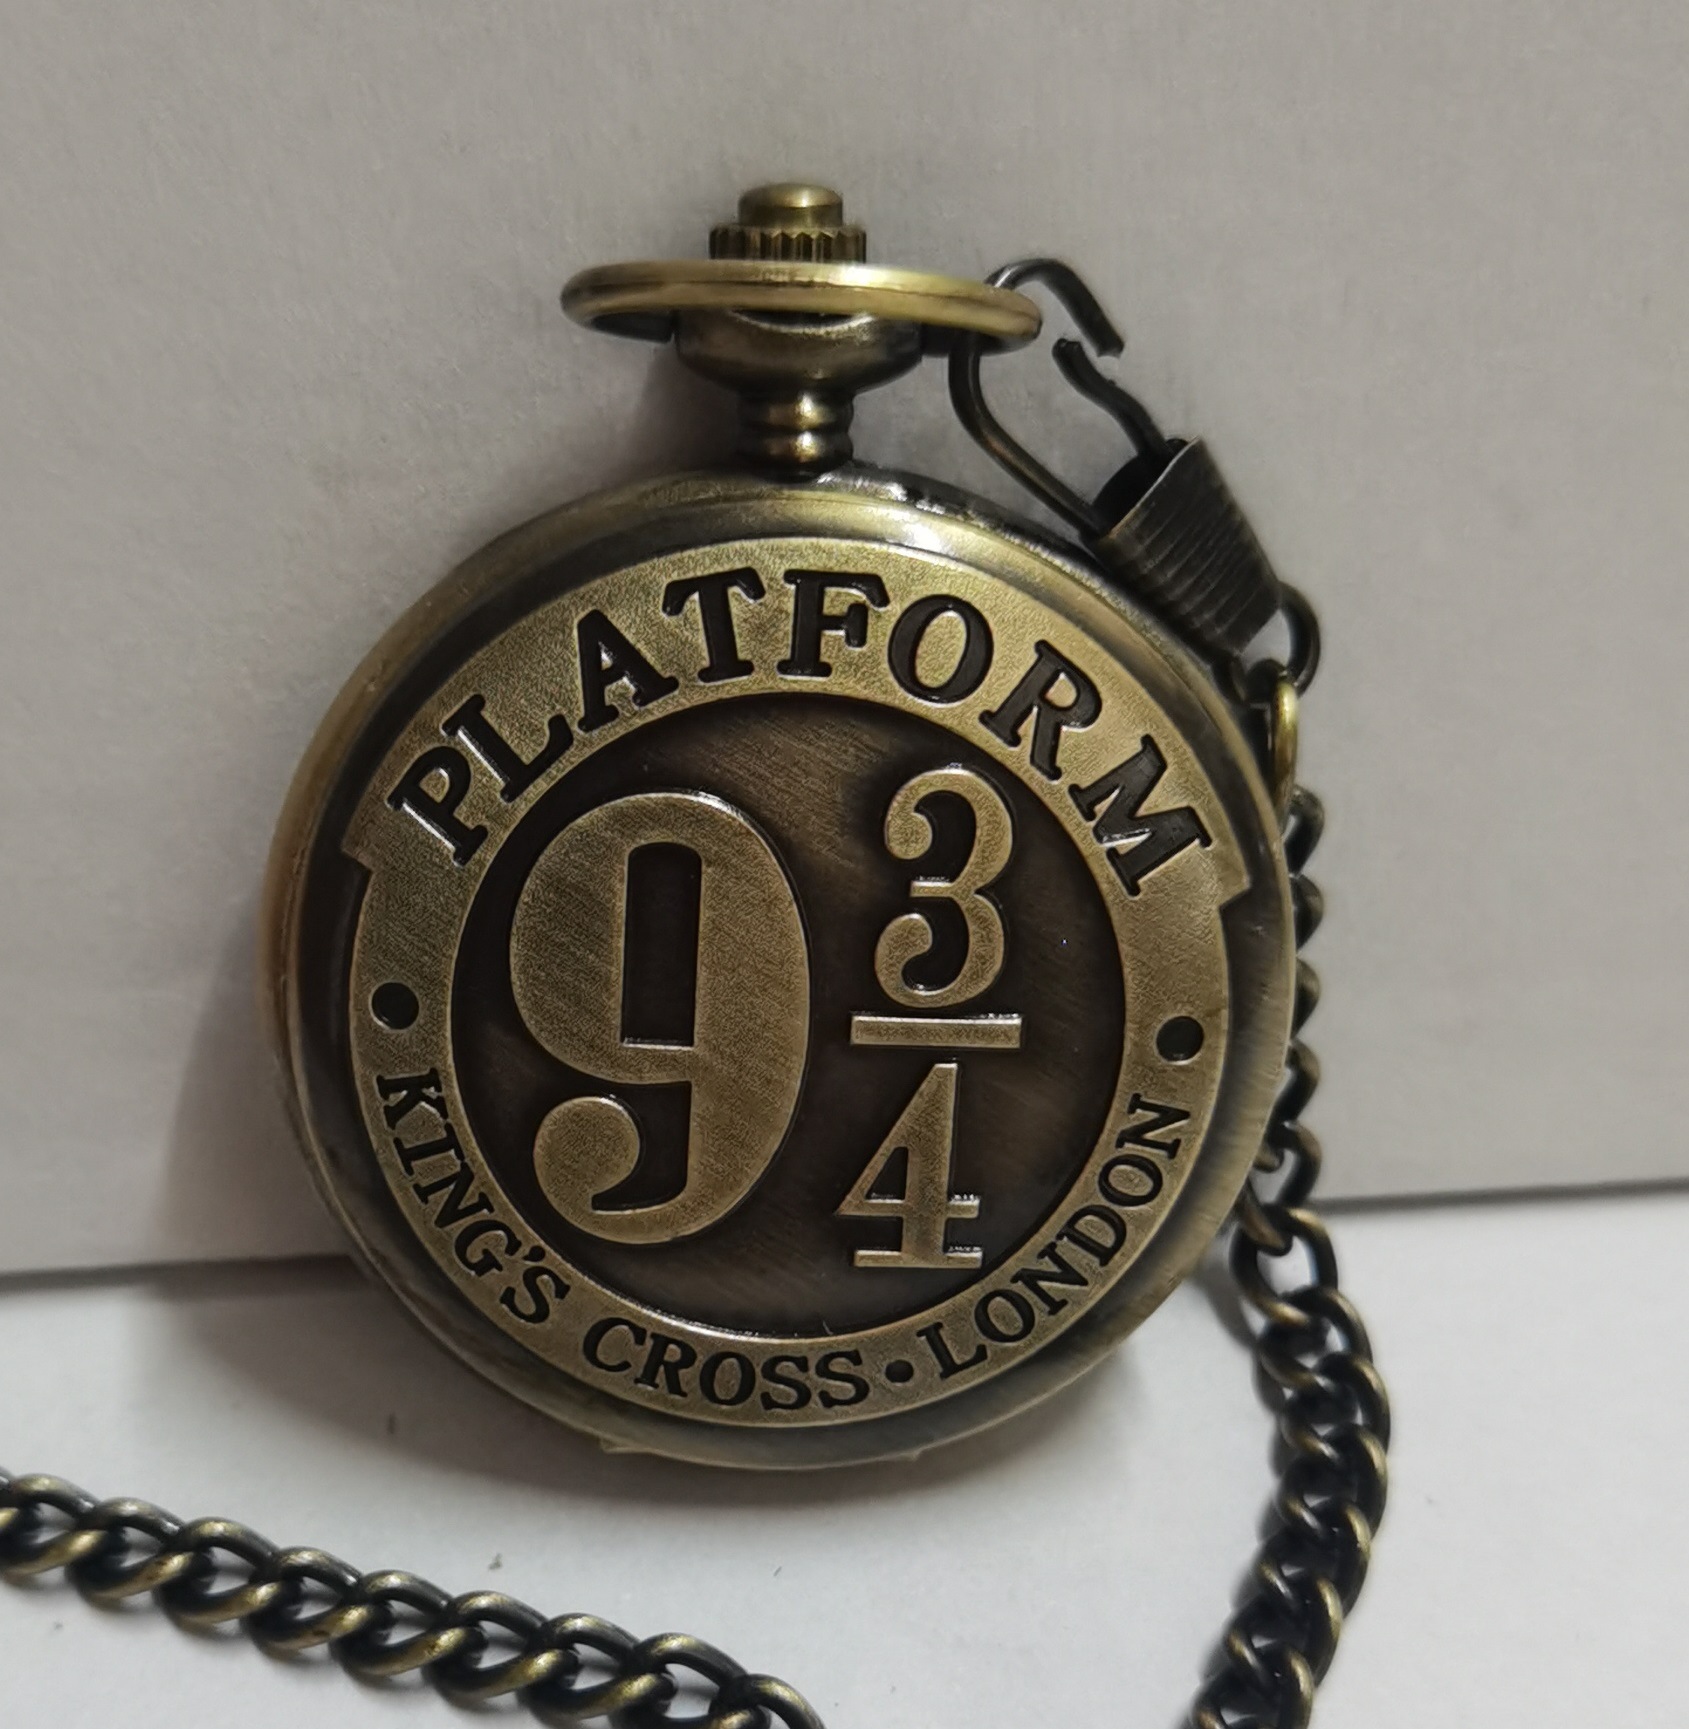 PLATFORM
9 3/4
KING'S CROSS • LONDON